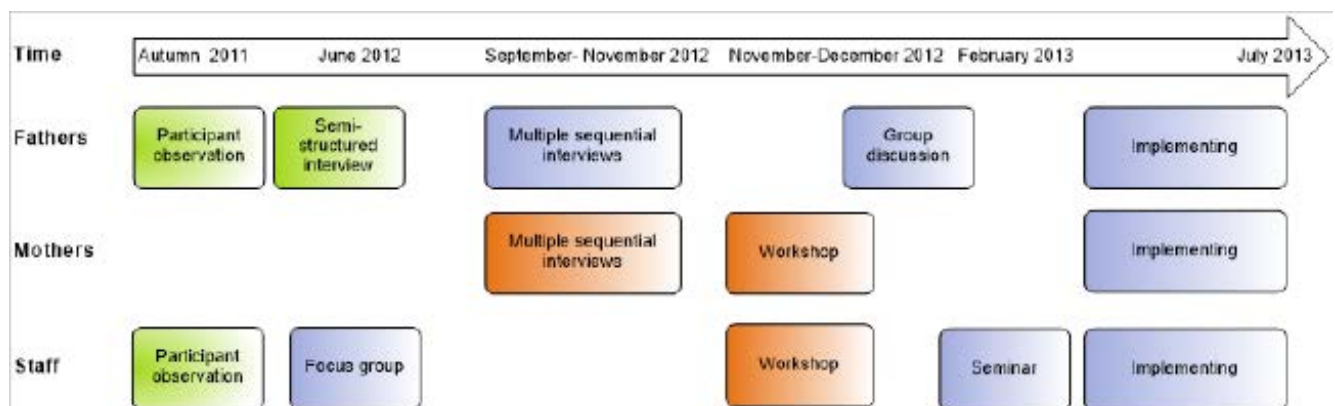 Time Autumn 2011 June 2012 September- November 2012 November-December 2012 February 2013 July 2013
Fathers
Participant
observation
Semi-
structured
interview
Multiple sequential
interviews
Group
discussion
Implementing
Mothers
Multiple sequential
interviews
Workshop
Implementing
Staff
Participant
observation
Focus group
Workshop
Seminar
Implementing